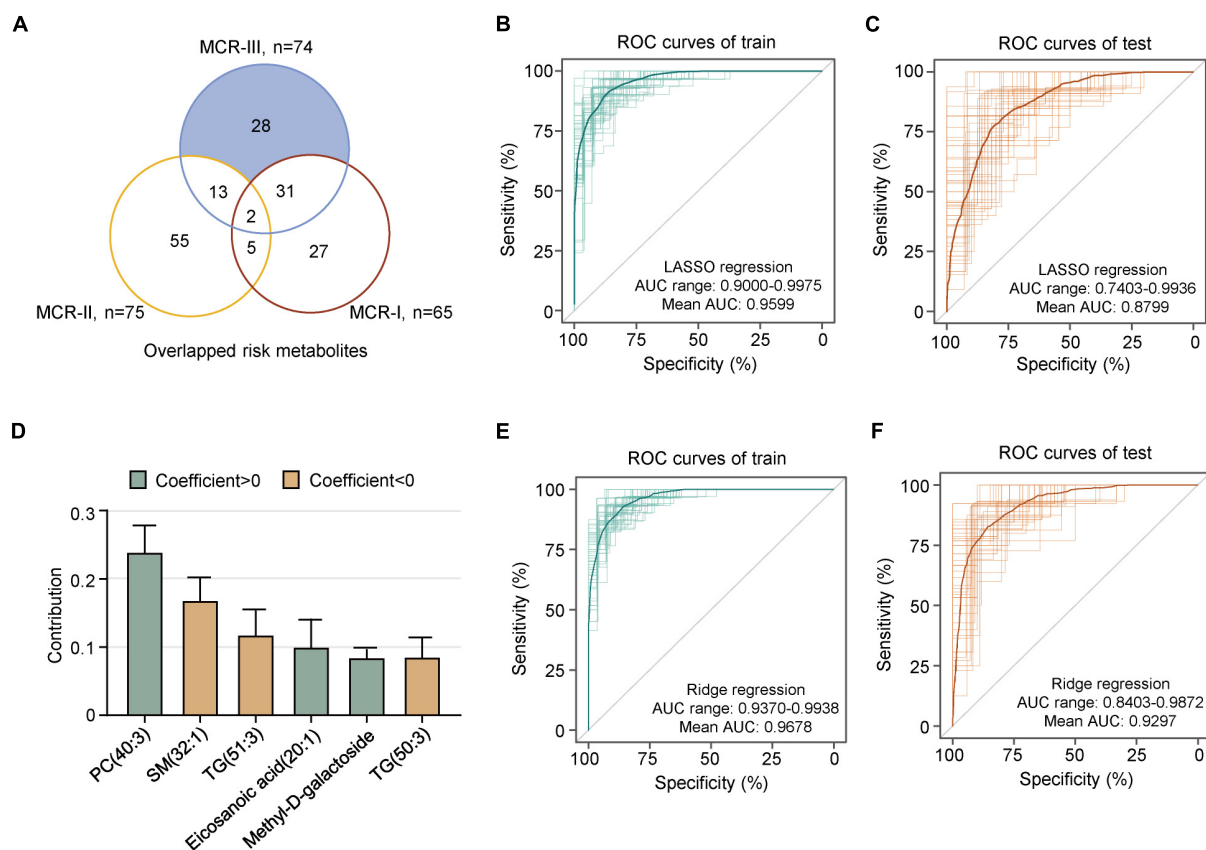 A
MCR-III, n=74
28
13
31
2
55
5
27
MCR-II, n=75
MCR-I, n=65
Overlapped risk metabolites
B
ROC curves of train
100
75
50
25
0
Sensitivity (%)
LASSO regression
AUC range: 0.9000-0.9975
Mean AUC: 0.9599
100
75
50
25
0
Specificity (%)
C
ROC curves of test
100
75
50
25
0
Sensitivity (%)
LASSO regression
AUC range: 0.7403-0.9936
Mean AUC: 0.8799
100
75
50
25
0
Specificity (%)
D
Coefficient>0
Coefficient<0
0.3
0.2
0.1
0
Contribution
PC(40:3)
SM(32:1)
TG(51:3)
Eicosanoic acid(20:1)
Methyl-D-galactoside
TG(50:3)
E
ROC curves of train
100
75
50
25
0
Sensitivity (%)
Ridge regression
AUC range: 0.9370-0.9938
Mean AUC: 0.9678
100
75
50
25
0
Specificity (%)
F
ROC curves of test
100
75
50
25
0
Sensitivity (%)
Ridge regression
AUC range: 0.8403-0.9872
Mean AUC: 0.9297
100
75
50
25
0
Specificity (%)